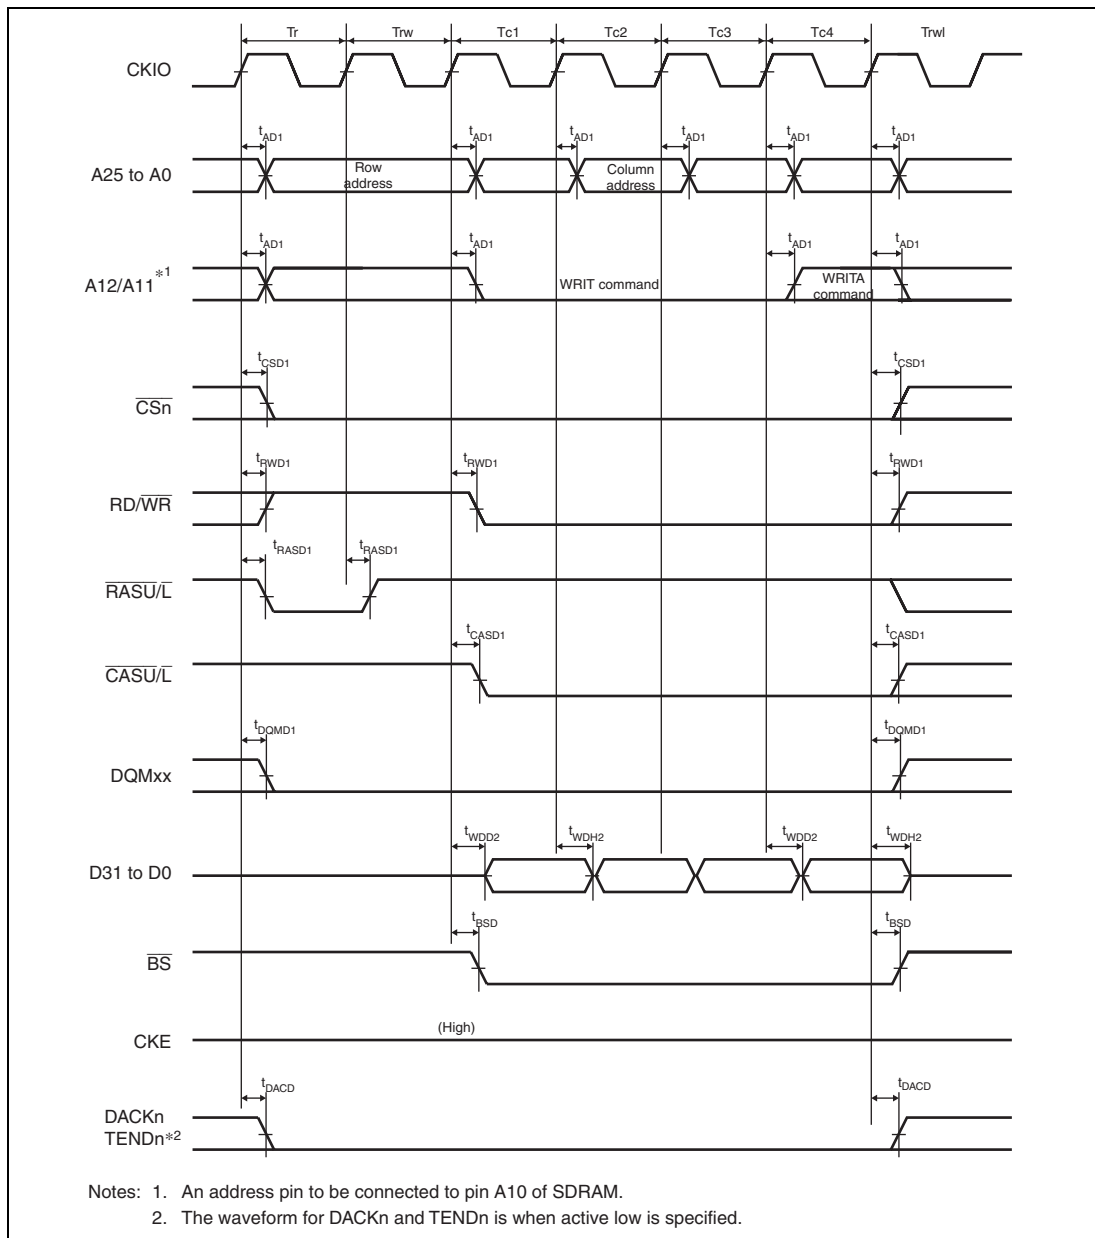 Tr Trw Tc1 Tc2 Tc3 Tc4 Trwl
CKIO
tAD1 tAD1 tAD1 tAD1 tAD1 tAD1
A25 to A0
Row
address
Column
address
tAD1 tAD1 tAD1 tAD1
A12/A11*1
WRIT command
WRITA
command
tCSD1 tCSD1
CSn
tRWD1 tRWD1 tRWD1
RD/WR
tRASD1 tRASD1
RASU/L
tCASD1 tCASD1
CASU/L
tDQMD1 tDQMD1
DQMxx
tWDD2 tWDH2 tWDD2 tWDH2
D31 to D0
tBSD tBSD
BS
(High)
CKE
tDACD tDACD
DACKn
TENDn*2
Notes: 1. An address pin to be connected to pin A10 of SDRAM.
2. The waveform for DACKn and TENDn is when active low is specified.